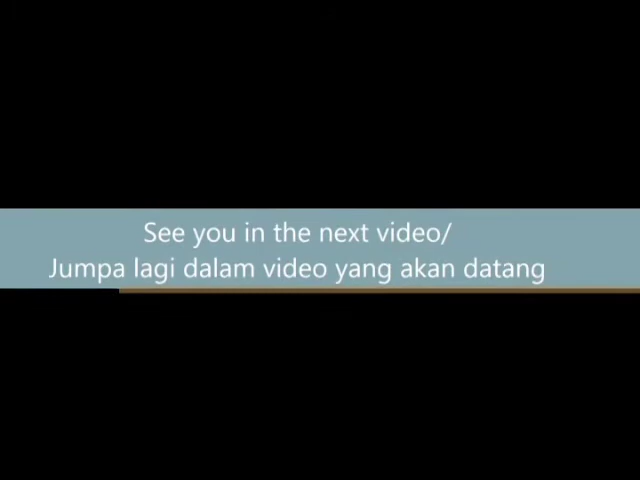 See you in the next video/
Jumpa lagi dalam video yang akan datang